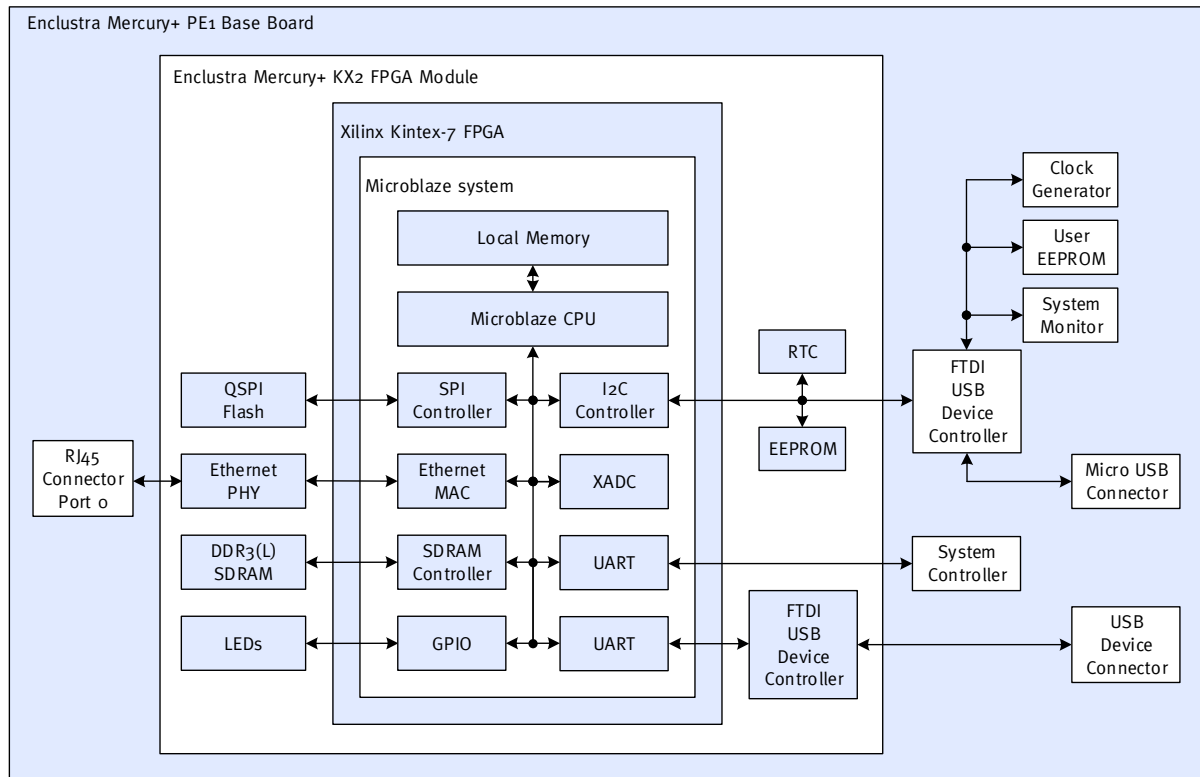 Enclustra Mercury+ PE1 Base Board
Enclustra Mercury+ KX2 FPGA Module
Xilinx Kintex-7 FPGA
Microblaze system
Local Memory
Microblaze CPU
Clock
Generator
User
EEPROM
System
Monitor
RTC
FTDI
USB
Device
Controller
QSPI
Flash
SPI
Controller
I2C
Controller
EEPROM
RJ45
Connector
Port 0
Ethernet
PHY
Ethernet
MAC
XADC
Micro USB
Connector
DDR3(L)
SDRAM
SDRAM
Controller
UART
System
Controller
LEDs
GPIO
UART
FTDI
USB
Device
Controller
USB
Device
Connector